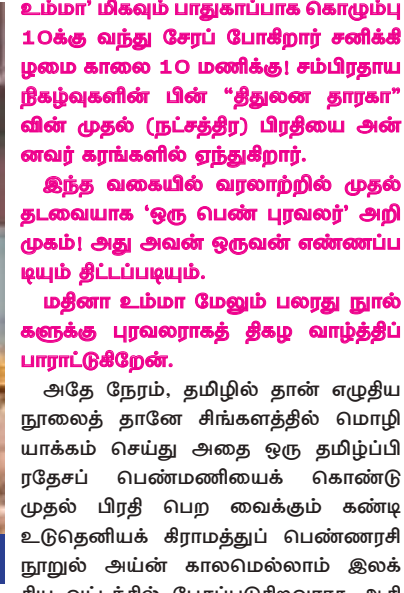 உம்மா’ மிகவும் பாதுகாப்பாக கொழும்பு
10க்கு வந்து சேரப் போகிறார் சனிக்கி
ழமை காலை 10 மணிக்கு! சம்பிரதாய
நிகழ்வுகளின் பின் “திதுலன தாரகா”
வின் முதல் (நட்சத்திர) பிரதியை அன்
னவர் கரங்களில் ஏந்துகிறார்.
இந்த வகையில் வரலாற்றில் முதல்
தடவையாக ‘ஒரு பெண் புரவலர்’ அறி
முகம்! அது அவன் ஒருவன் எண்ணப்ப
டியும் திட்டப்படியும்.
மதினா உம்மா மேலும் பலரது நுால்
களுக்கு புரவலராகத் திகழ வாழ்த்திப்
பாராட்டுகிறேன்.
அதே நேரம், தமிழில் தான் எழுதிய
நூலைத் தானே சிங்களத்தில் மொழி
யாக்கம் செய்து அதை ஒரு தமிழ்ப்பி
ரதேசப் பெண்மணியைக் கொண்டு
முதல் பிரதி பெற வைக்கும் கண்டி
உடுதெனியக் கிராமத்துப் பெண்ணரசி
நூறுல் அய்ன் காலமெல்லாம் இலக்